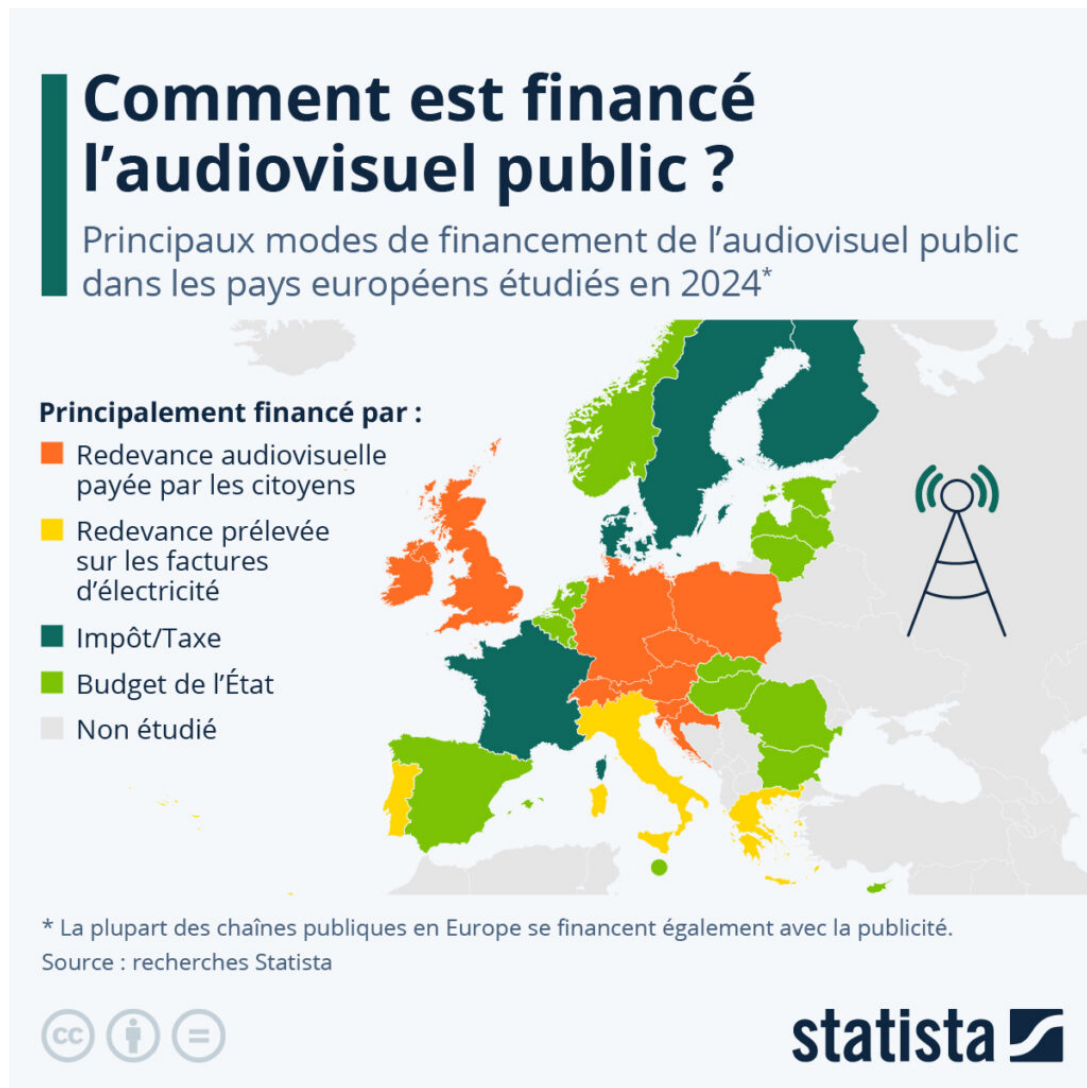 Comment est financé
l’audiovisuel public ?
Principaux modes de financement de l’audiovisuel public
dans les pays européens étudiés en 2024*
Principalement financé par :
Redevance audiovisuelle
payée par les citoyens
Redevance prélevée
sur les factures
d’électricité
Impôt/Taxe
Budget de l’État
Non étudié
* La plupart des chaînes publiques en Europe se financent également avec la publicité.
Source : recherches Statista
cc
statista